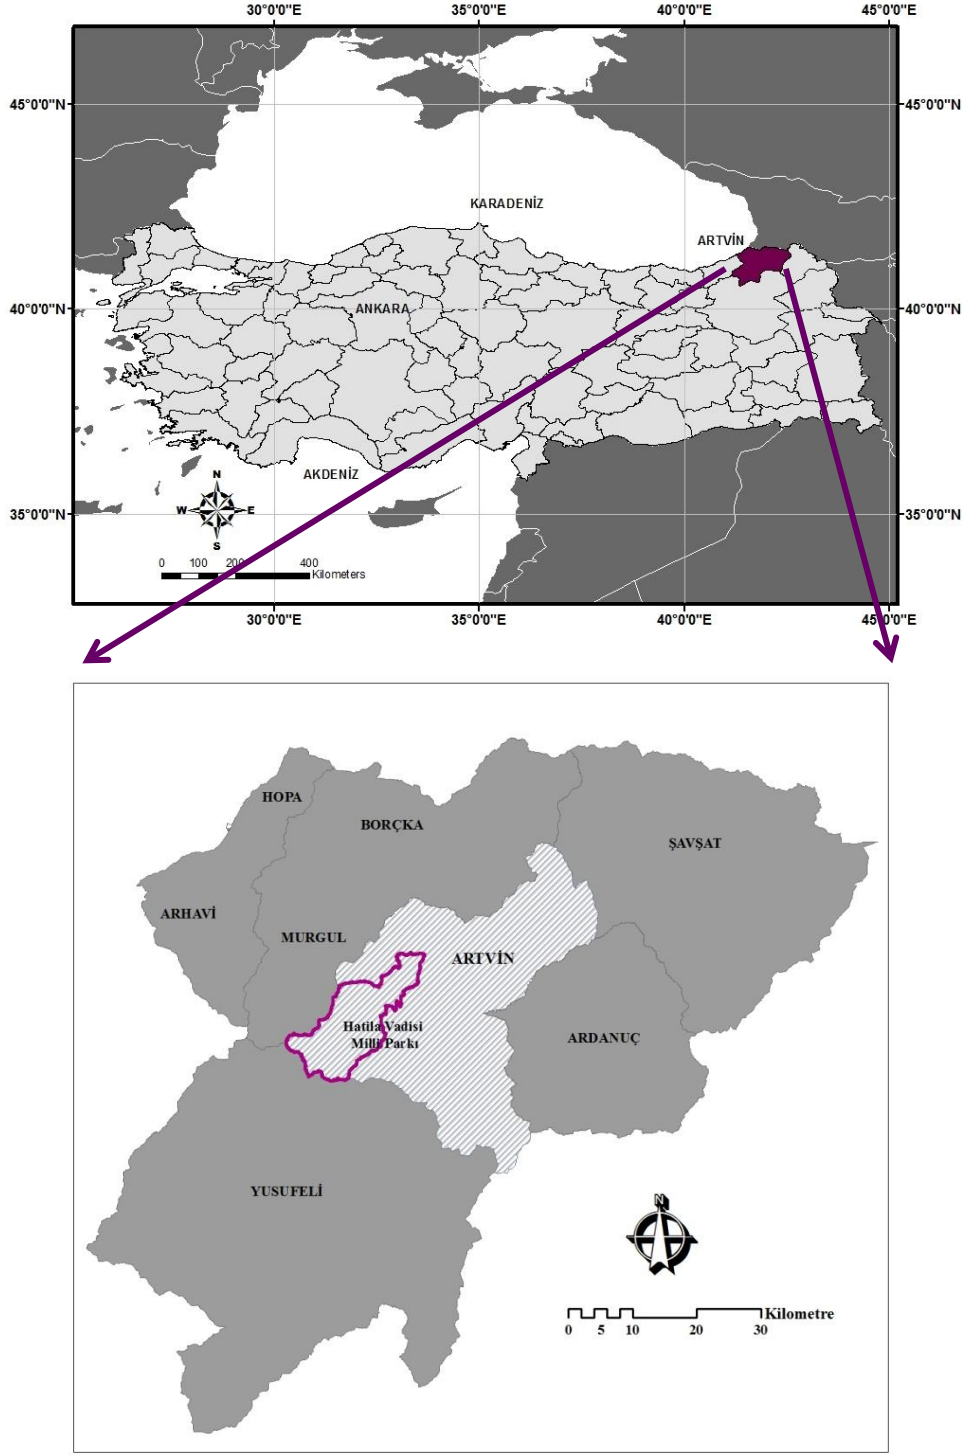 30°0'0"E 35°0'0"E 40°0'0"E 45°0'0"E
45°0'0"N 45°0'0"N
KARADENİZ
ARTVİN
40°0'0"N 40°0'0"N
ANKARA
AKDENİZ
N
W E
S
35°0'0"N 35°0'0"N
0 100 200 400
Kilometers
30°0'0"E 35°0'0"E 40°0'0"E 45°0'0"E
HOPA
BORÇKA
ŞAVŞAT
ARHAVİ
MURGUL
ARTVİN
Hatila Vadisi
Milli Parkı
ARDANUÇ
YUSUFELİ
N
Kilometre
0 5 10 20 30